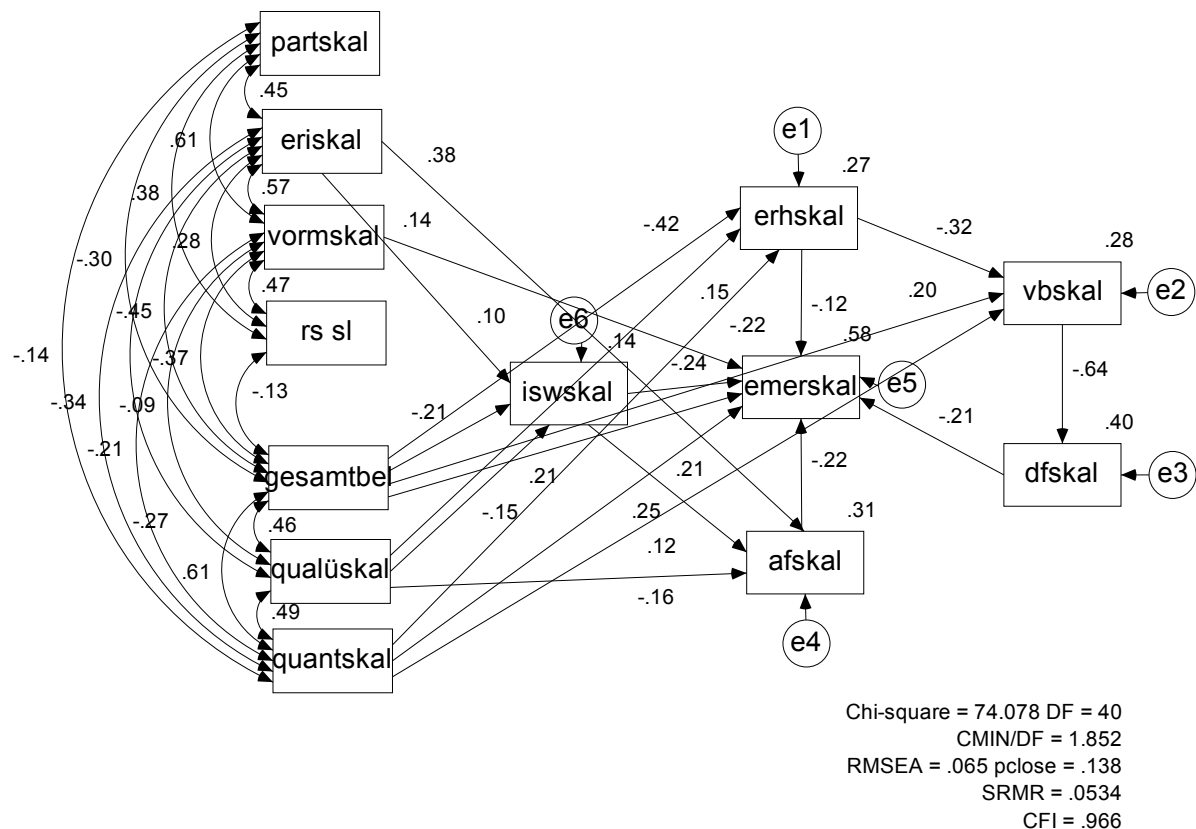 partskal
.45
eriskal
e1
.61
.38
.27
.57
.38
erhskal
vormskal
.14
-.42
-.32
.28
.28
-.30
.47
.15
.20
vbskal
e2
-.45
rs sl
.10
e6
-.12
-.22
.58
.14
-.14
-.37
-.24
-.64
iswskal
emerskal
e5
-.13
-.34
-.09
-.21
-.21
.40
-.21
gesamtbel
.21
.21
-.22
dfskal
e3
-.27
.46
-.15
.25
.31
.61
qualüskal
.12
afskal
.49
-.16
quantskal
e4
Chi-square = 74.078 DF = 40
CMIN/DF = 1.852
RMSEA = .065 pclose = .138
SRMR = .0534
CFI = .966